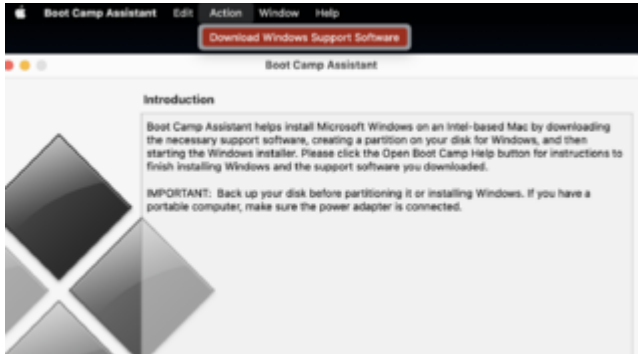 Boot Camp Assistant Edit Action Window Help
Download Windows Support Software
Boot Camp Assistant
Introduction
Boot Camp Assistant helps install Microsoft Windows on an Intel-based Mac by downloading
the necessary support software, creating a partition on your disk for Windows, and then
starting the Windows installer. Please click the Open Boot Camp Help button for instructions to
finish installing Windows and the support software you downloaded.
IMPORTANT: Back up your disk before partitioning it or installing Windows. If you have a
portable computer, make sure the power adapter is connected.